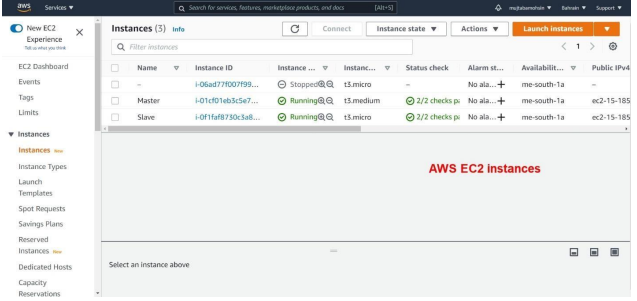 aws Services ▼ Search for services, features, marketplace products, and docs [Alt+S] Bahrain ▼ Support ▼
New EC2 Experience
Tell us what you think
EC2 Dashboard
Events
Tags
Limits
▼ Instances
Instances New
Instance Types
Launch Templates
Spot Requests
Savings Plans
Reserved Instances New
Dedicated Hosts
Capacity Reservations
Instances (3) Info
Connect Instance state ▼ Actions ▼ Launch instances ▼
Filter instances
< 1 >
Name Instance ID Instance ... Instanc... Status check Alarm st... Availabilit... Public IPv4
– i-06ad77f007f99... Stopped t3.micro – No ala... + me-south-1a –
Master i-01cf01eb3c5e7... Running t3.medium 2/2 checks pa No ala... + me-south-1a ec2-15-185
Slave i-0f1faf8730c3a8... Running t3.micro 2/2 checks pa No ala... + me-south-1a ec2-15-185
AWS EC2 instances
Select an instance above